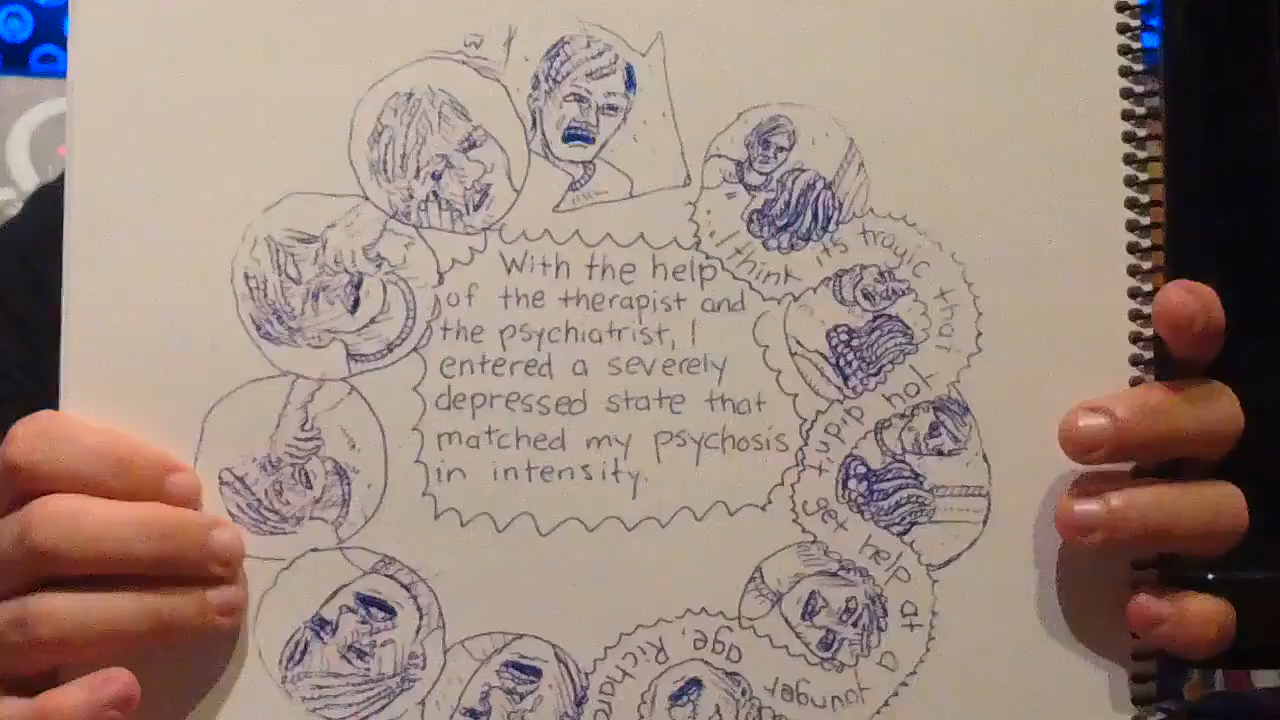 With the help
of the therapist and
the psychiatrist, I
entered a severely
depressed state that
matched my psychosis
in intensity.
I think it's tragic that you didn't get help at a younger age, Richard